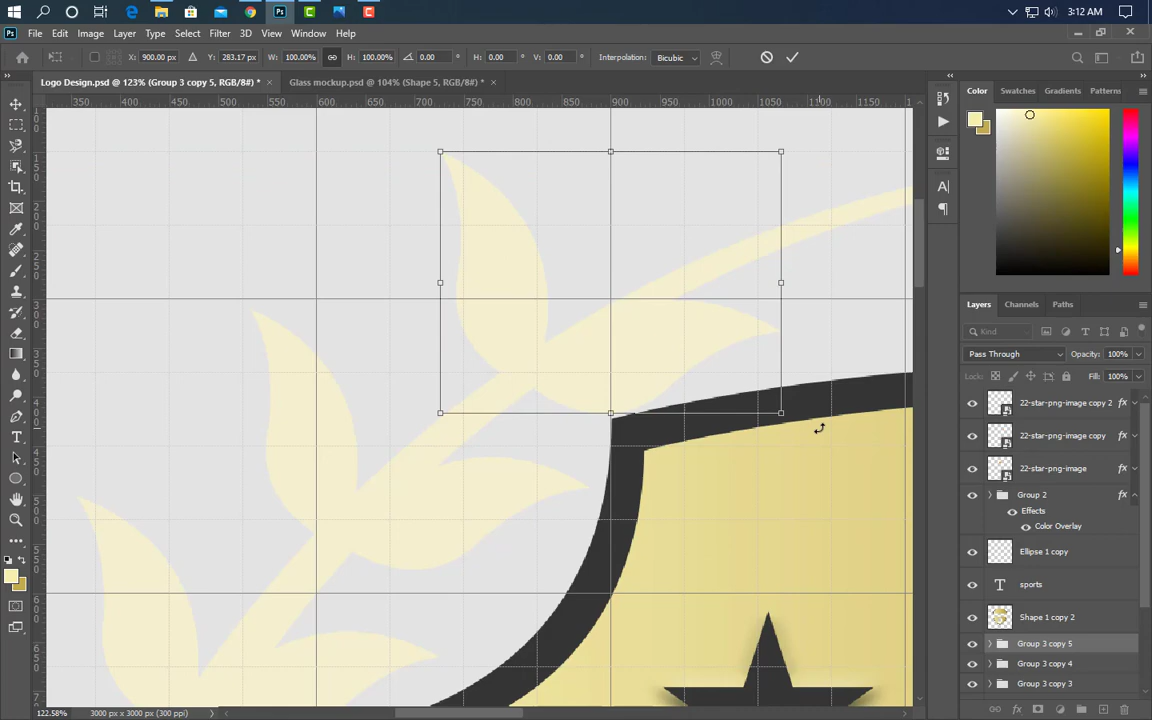 3:12 AM
File Edit Image Layer Type Select Filter 3D View Window Help
X: 900.00 px Y: 283.17 px W: 100.00% H: 100.00% 0.00 ° H: 0.00 ° V: 0.00 ° Interpolation: Bicubic
Logo Design.psd @ 123% (Group 3 copy 5, RGB/8#) * × Glass mockup.psd @ 104% (Shape 5, RGB/8#) * ×
350 400 450 500 550 600 650 700 750 800 850 900 950 1000 1050 1100 1150
Color Swatches Gradients Patterns
Layers Channels Paths
Kind
Pass Through Opacity: 100%
Lock: Fill: 100%
22-star-png-image copy 2 fx
22-star-png-image copy fx
22-star-png-image fx
Group 2 fx
Effects
Color Overlay
Ellipse 1 copy
T sports
Shape 1 copy 2
Group 3 copy 5
Group 3 copy 4
Group 3 copy 3
122.58% 3000 px x 3000 px (300 ppi)